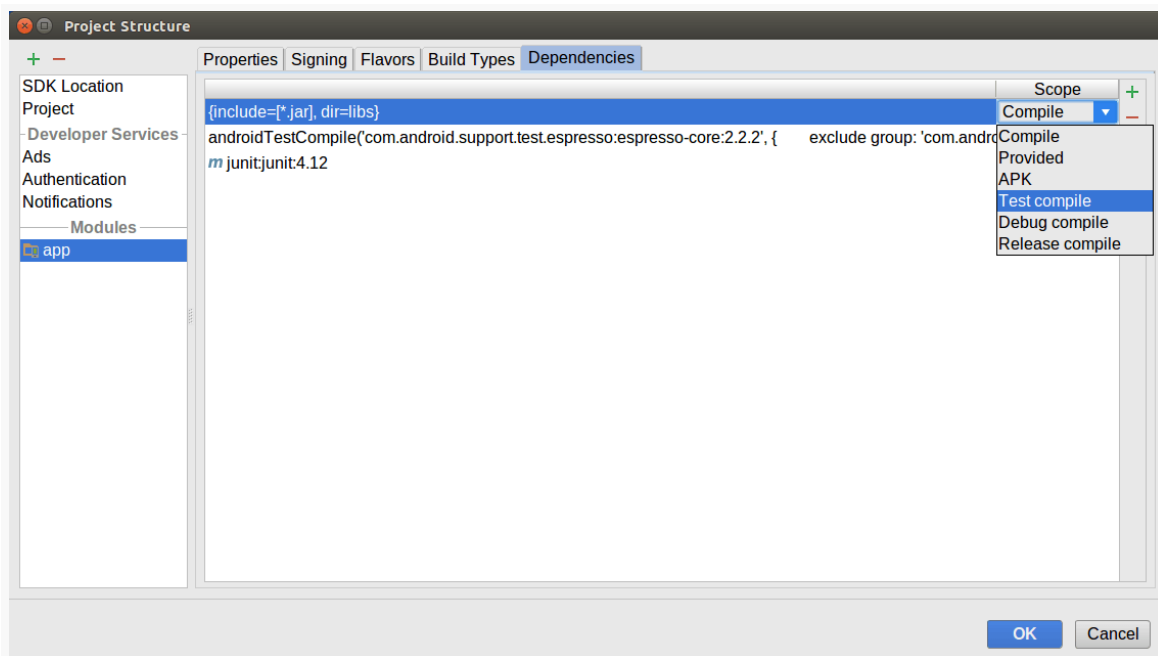 Project Structure
Properties Signing Flavors Build Types Dependencies
SDK Location
Project
Developer Services
Ads
Authentication
Notifications
Modules
app
Scope
{include=[*.jar], dir=libs} Compile
androidTestCompile('com.android.support.test.espresso:espresso-core:2.2.2', { exclude group: 'com.andro
m junit:junit:4.12
Compile
Provided
APK
Test compile
Debug compile
Release compile
OK Cancel